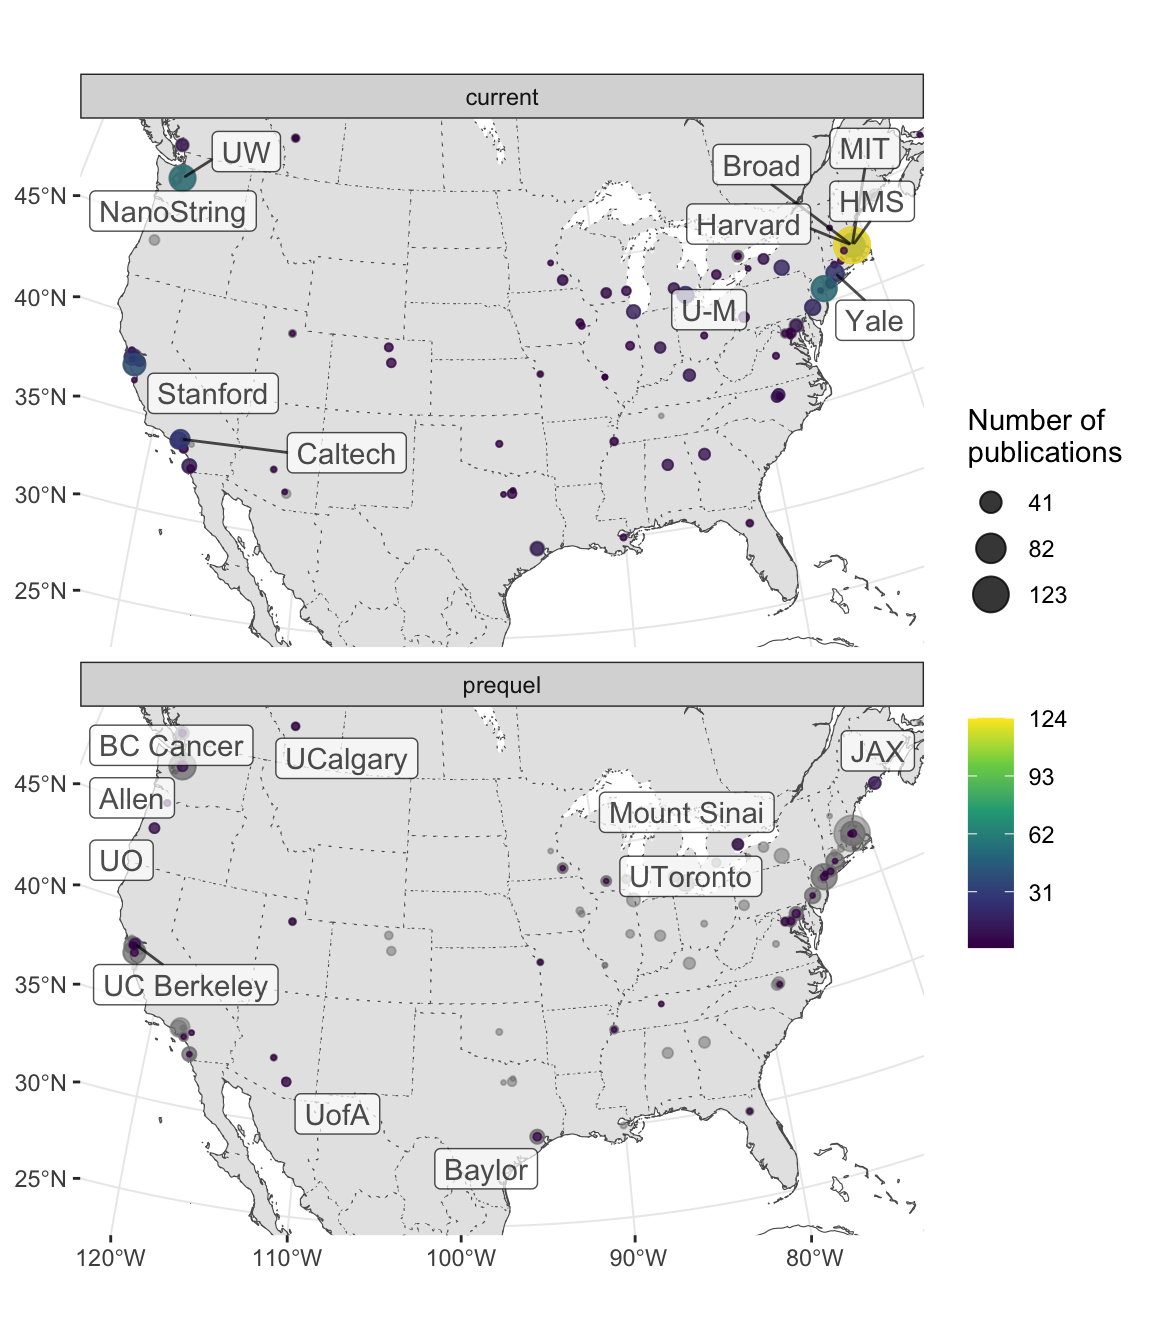 current
UW
MIT
Broad
HMS
NanoString
Harvard
45°N
40°N
U-M
Yale
35°N
Stanford
Caltech
30°N
25°N
Number of
publications
41
82
123
prequel
BC Cancer
UCalgary
JAX
45°N
Allen
Mount Sinai
UO
UToronto
40°N
35°N
UC Berkeley
30°N
UofA
Baylor
25°N
120°W
110°W
100°W
90°W
80°W
124
93
62
31